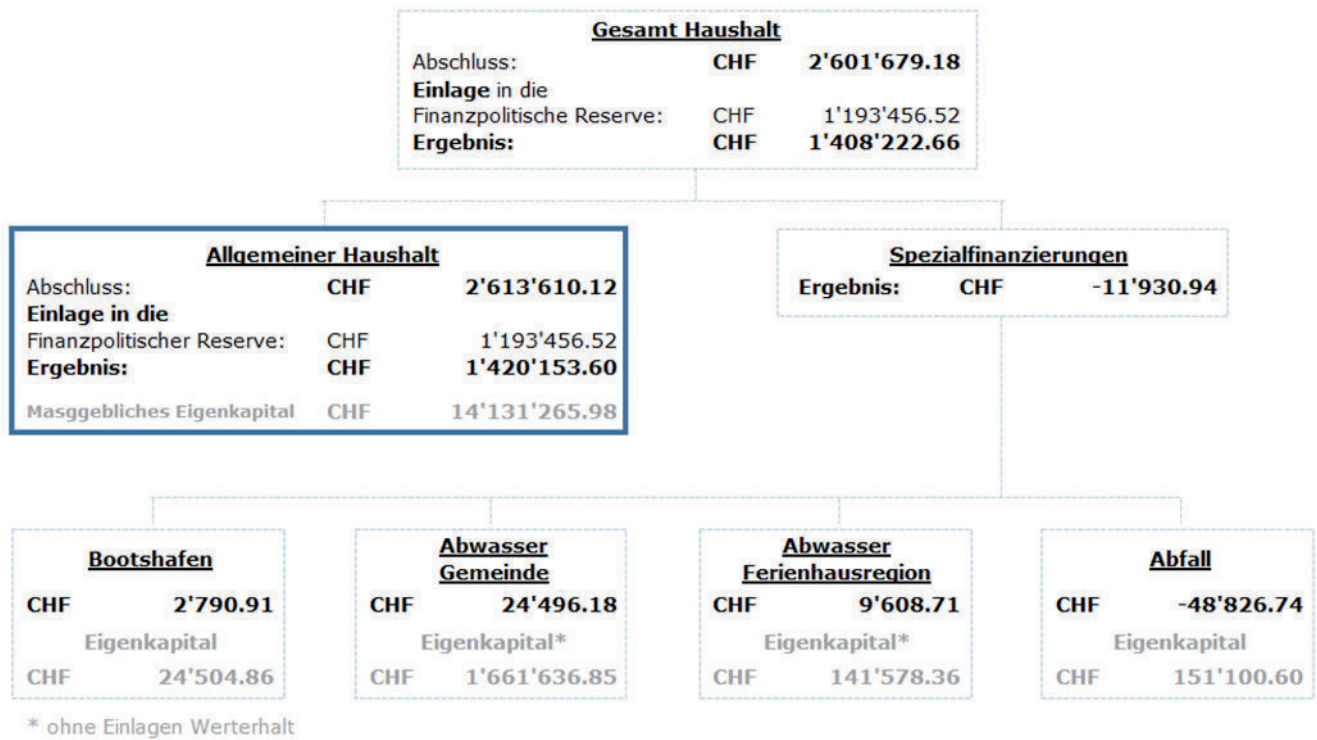 Gesamt Haushalt
Abschluss: CHF 2'601'679.18
Einlage in die
Finanzpolitische Reserve: CHF 1'193'456.52
Ergebnis: CHF 1'408'222.66
Allgemeiner Haushalt
Abschluss: CHF 2'613'610.12
Einlage in die
Finanzpolitischer Reserve: CHF 1'193'456.52
Ergebnis: CHF 1'420'153.60
Masggebliches Eigenkapital CHF 14'131'265.98
Spezialfinanzierungen
Ergebnis: CHF -11'930.94
Bootshafen
CHF 2'790.91
Eigenkapital
CHF 24'504.86
Abwasser
Gemeinde
CHF 24'496.18
Eigenkapital*
CHF 1'661'636.85
Abwasser
Ferienhausregion
CHF 9'608.71
Eigenkapital*
CHF 141'578.36
Abfall
CHF -48'826.74
Eigenkapital
CHF 151'100.60
* ohne Einlagen Werterhalt